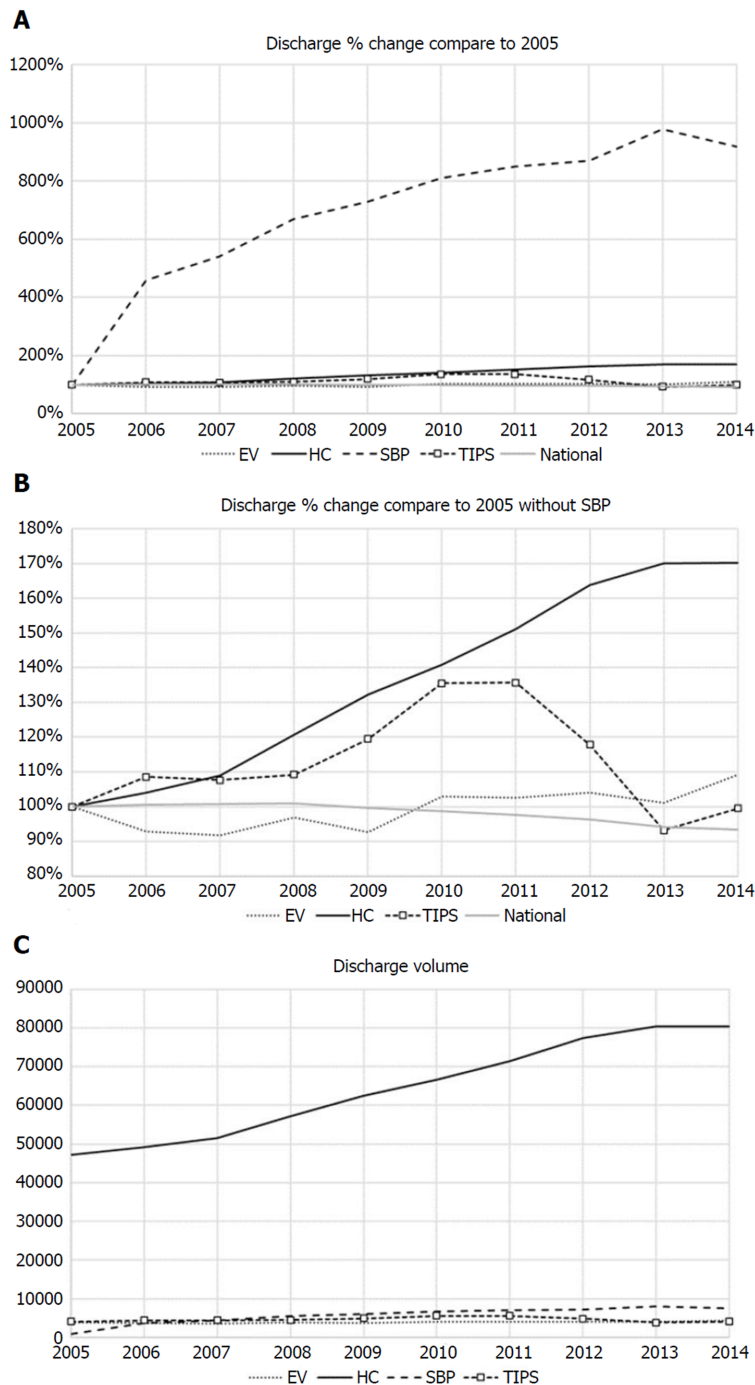 A
Discharge % change compare to 2005
1200%
1000%
800%
600%
400%
200%
0%
2005 2006 2007 2008 2009 2010 2011 2012 2013 2014
EV HC SBP TIPS National
B
Discharge % change compare to 2005 without SBP
180%
170%
160%
150%
140%
130%
120%
110%
100%
90%
80%
2005 2006 2007 2008 2009 2010 2011 2012 2013 2014
EV HC TIPS National
C
Discharge volume
90000
80000
70000
60000
50000
40000
30000
20000
10000
0
2005 2006 2007 2008 2009 2010 2011 2012 2013 2014
EV HC SBP TIPS